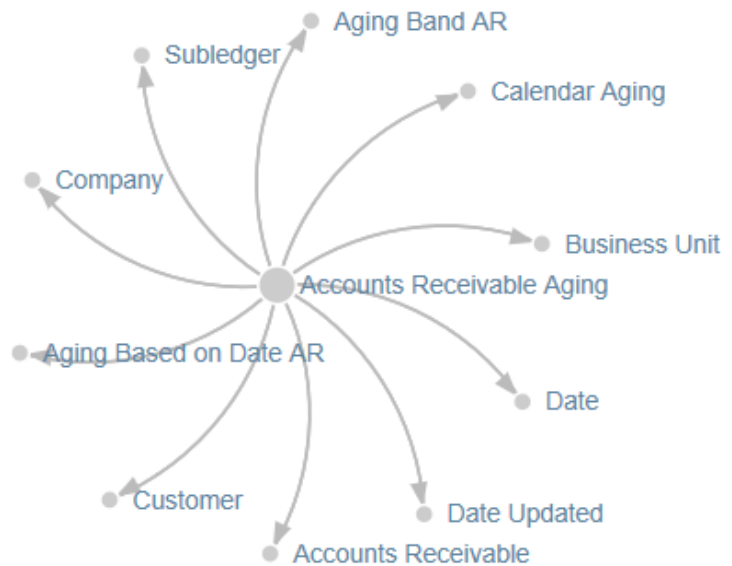 Aging Band AR
Subledger
Calendar Aging
Company
Business Unit
Accounts Receivable Aging
Aging Based on Date AR
Date
Customer
Date Updated
Accounts Receivable